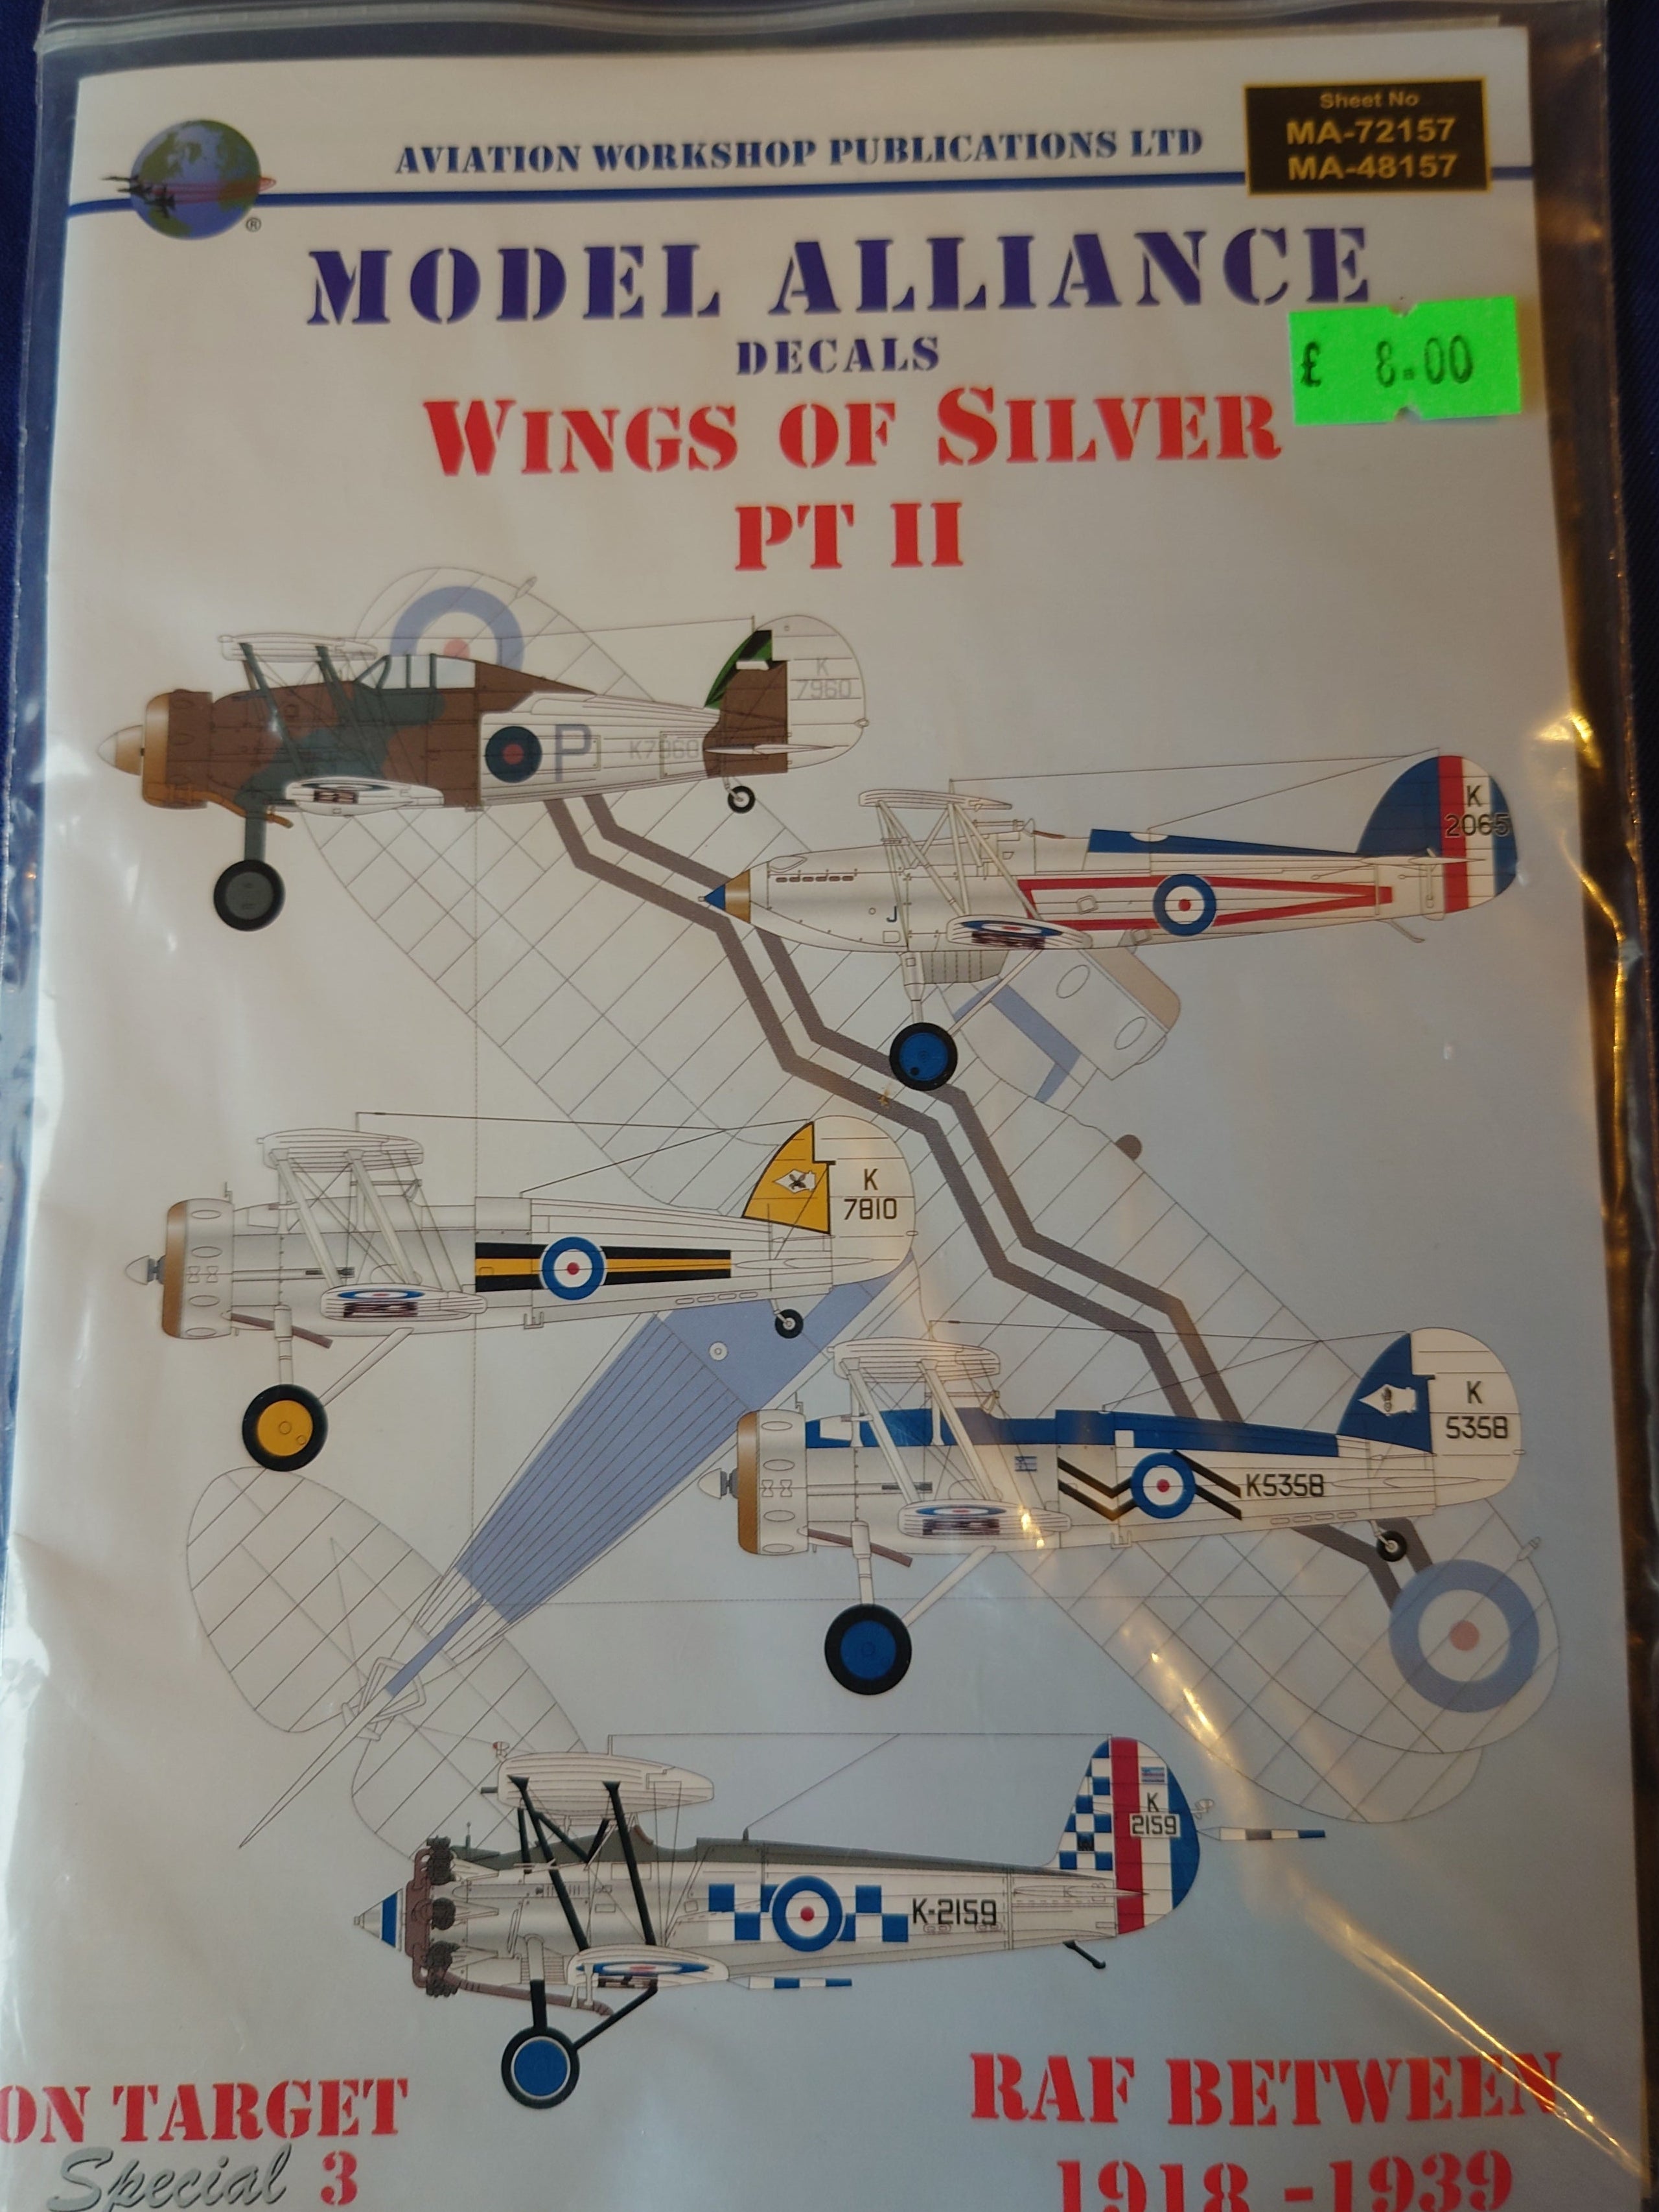 Sheet No
MA-72157
MA-48157
AVIATION WORKSHOP PUBLICATIONS LTD
®
MODEL ALLIANCE
DECALS
£ 8.00
WINGS OF SILVER
PT II
K
7960
P
K7960
K
2065
J
K
7810
K
5358
K5358
K
2159
K-2159
ON TARGET
Special 3
RAF BETWEEN
1918 -1939